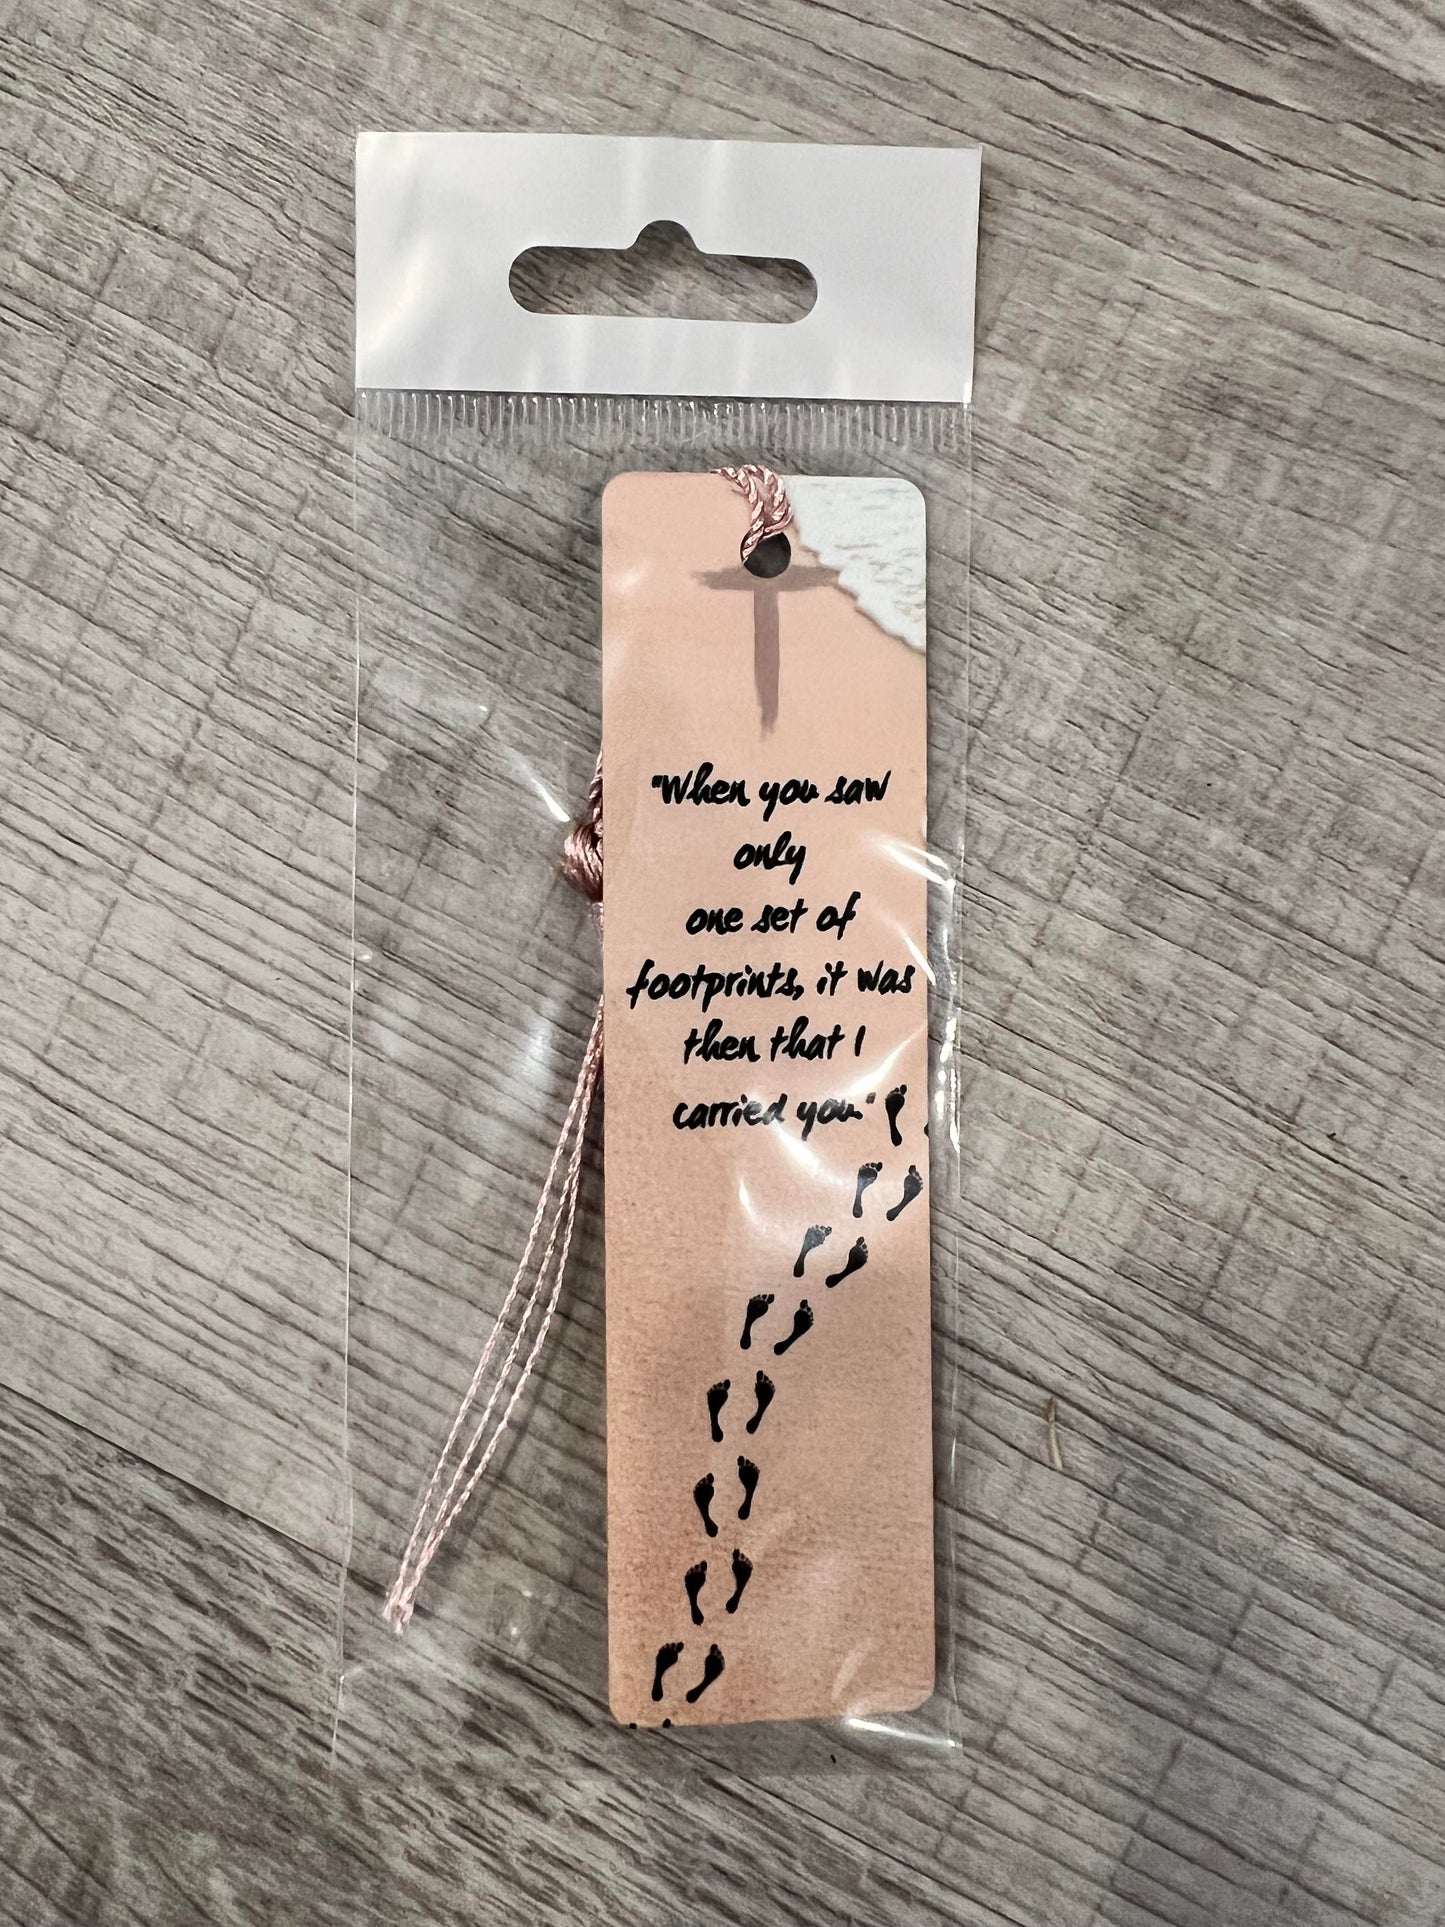 "When you saw
only
one set of
footprints, it was
then that I
carried you."